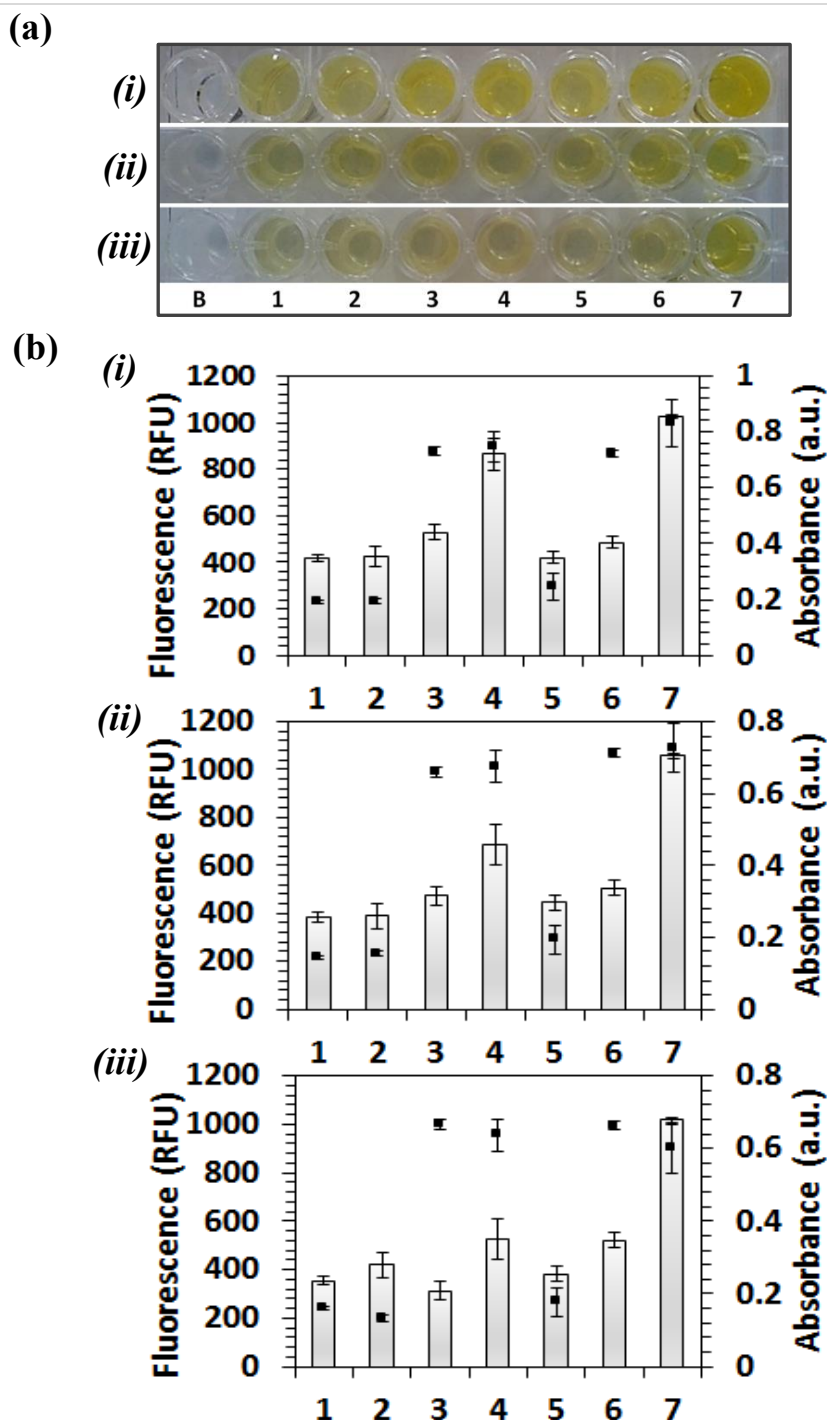 (a)
(i)
(ii)
(iii)
B 1 2 3 4 5 6 7
(b)
(i)
Fluorescence (RFU)
1200
1000
800
600
400
200
0
1
0.8
0.6
0.4
0.2
0
Absorbance (a.u.)
1 2 3 4 5 6 7
(ii)
Fluorescence (RFU)
1200
1000
800
600
400
200
0
0.8
0.6
0.4
0.2
0
Absorbance (a.u.)
1 2 3 4 5 6 7
(iii)
Fluorescence (RFU)
1200
1000
800
600
400
200
0
0.8
0.6
0.4
0.2
0
Absorbance (a.u.)
1 2 3 4 5 6 7